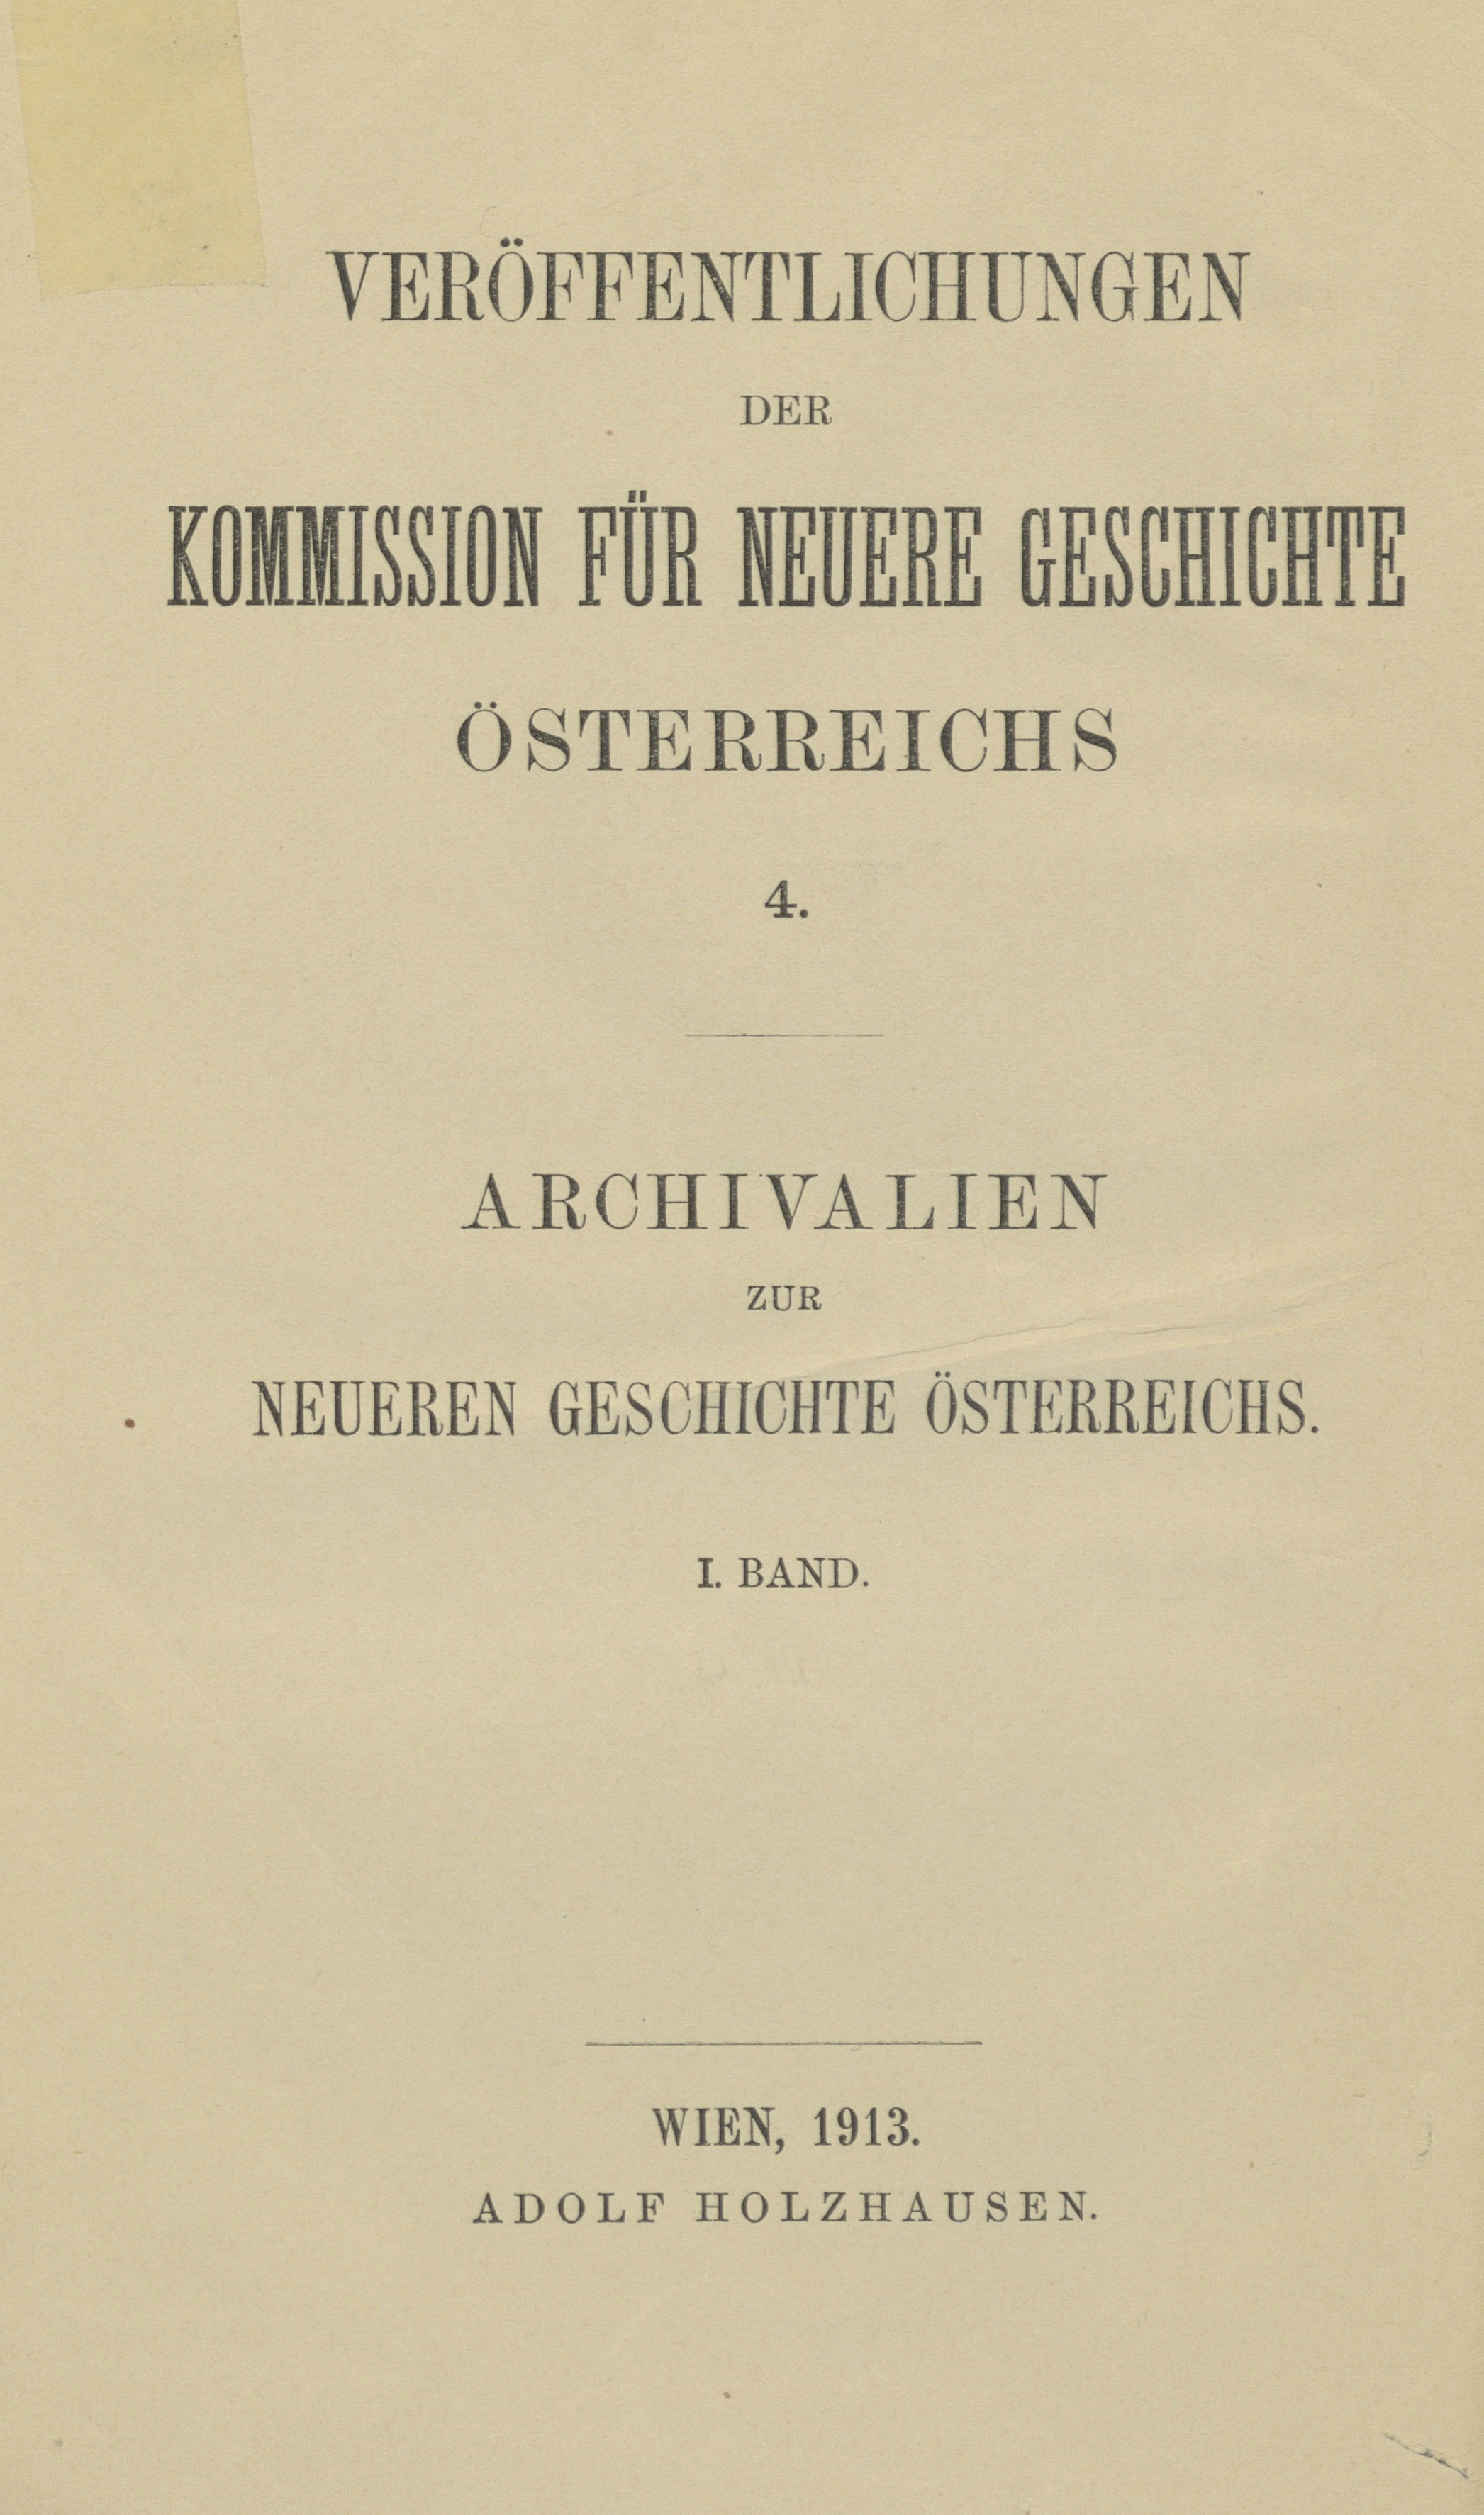 VERÖFFENTLICHUNGEN
DER
KOMMISSION FÜR NEUERE GESCHICHTE
ÖSTERREICHS
4.
ARCHIVALIEN
ZUR
NEUEREN GESCHICHTE ÖSTERREICHS.
I. BAND.
WIEN, 1913.
ADOLF HOLZHAUSEN.